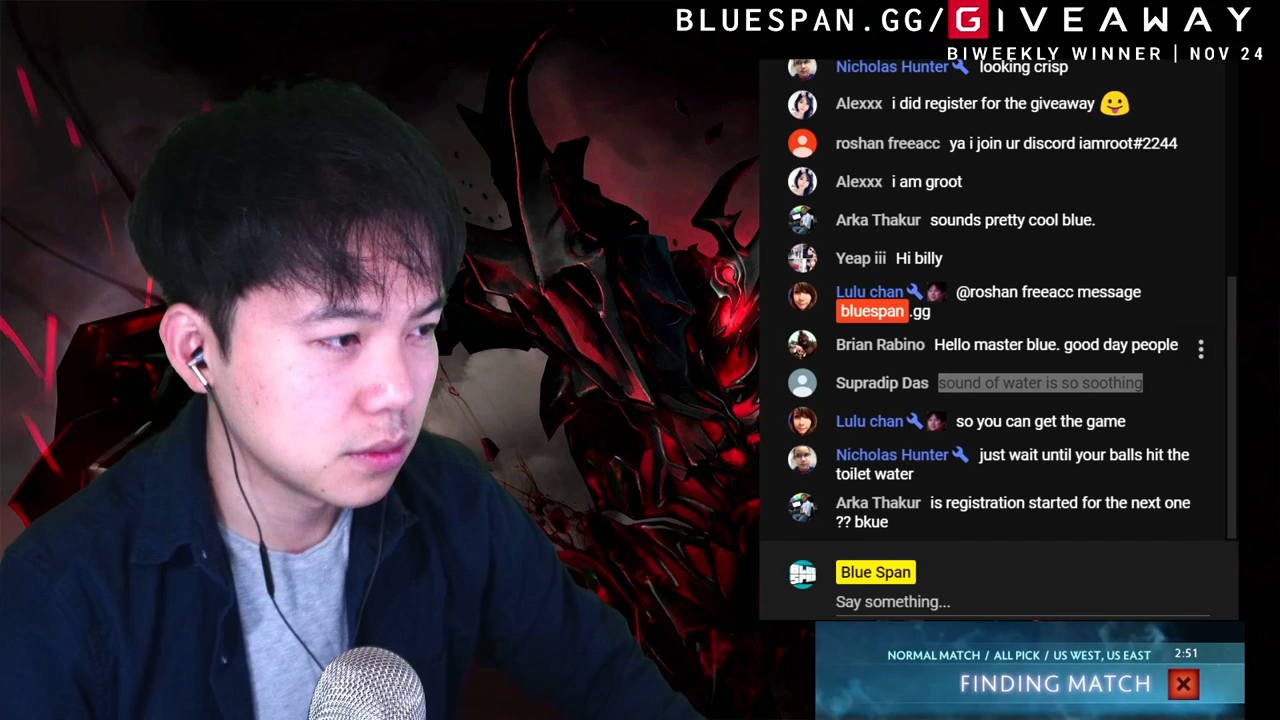 BLUESPAN.GG/GIVEAWAY
BIWEEKLY WINNER | NOV 24
Nicholas Hunter looking crisp
Alexxx i did register for the giveaway
roshan freeacc ya i join ur discord iamroot#2244
Alexxx i am groot
Arka Thakur sounds pretty cool blue.
Yeap iii Hi billy
Lulu chan @roshan freeacc message
bluespan.gg
Brian Rabino Hello master blue. good day people
Supradip Das sound of water is so soothing
Lulu chan so you can get the game
Nicholas Hunter just wait until your balls hit the
toilet water
Arka Thakur is registration started for the next one
?? bkue
Blue Span
Say something...
NORMAL MATCH / ALL PICK / US WEST, US EAST 2:51
FINDING MATCH